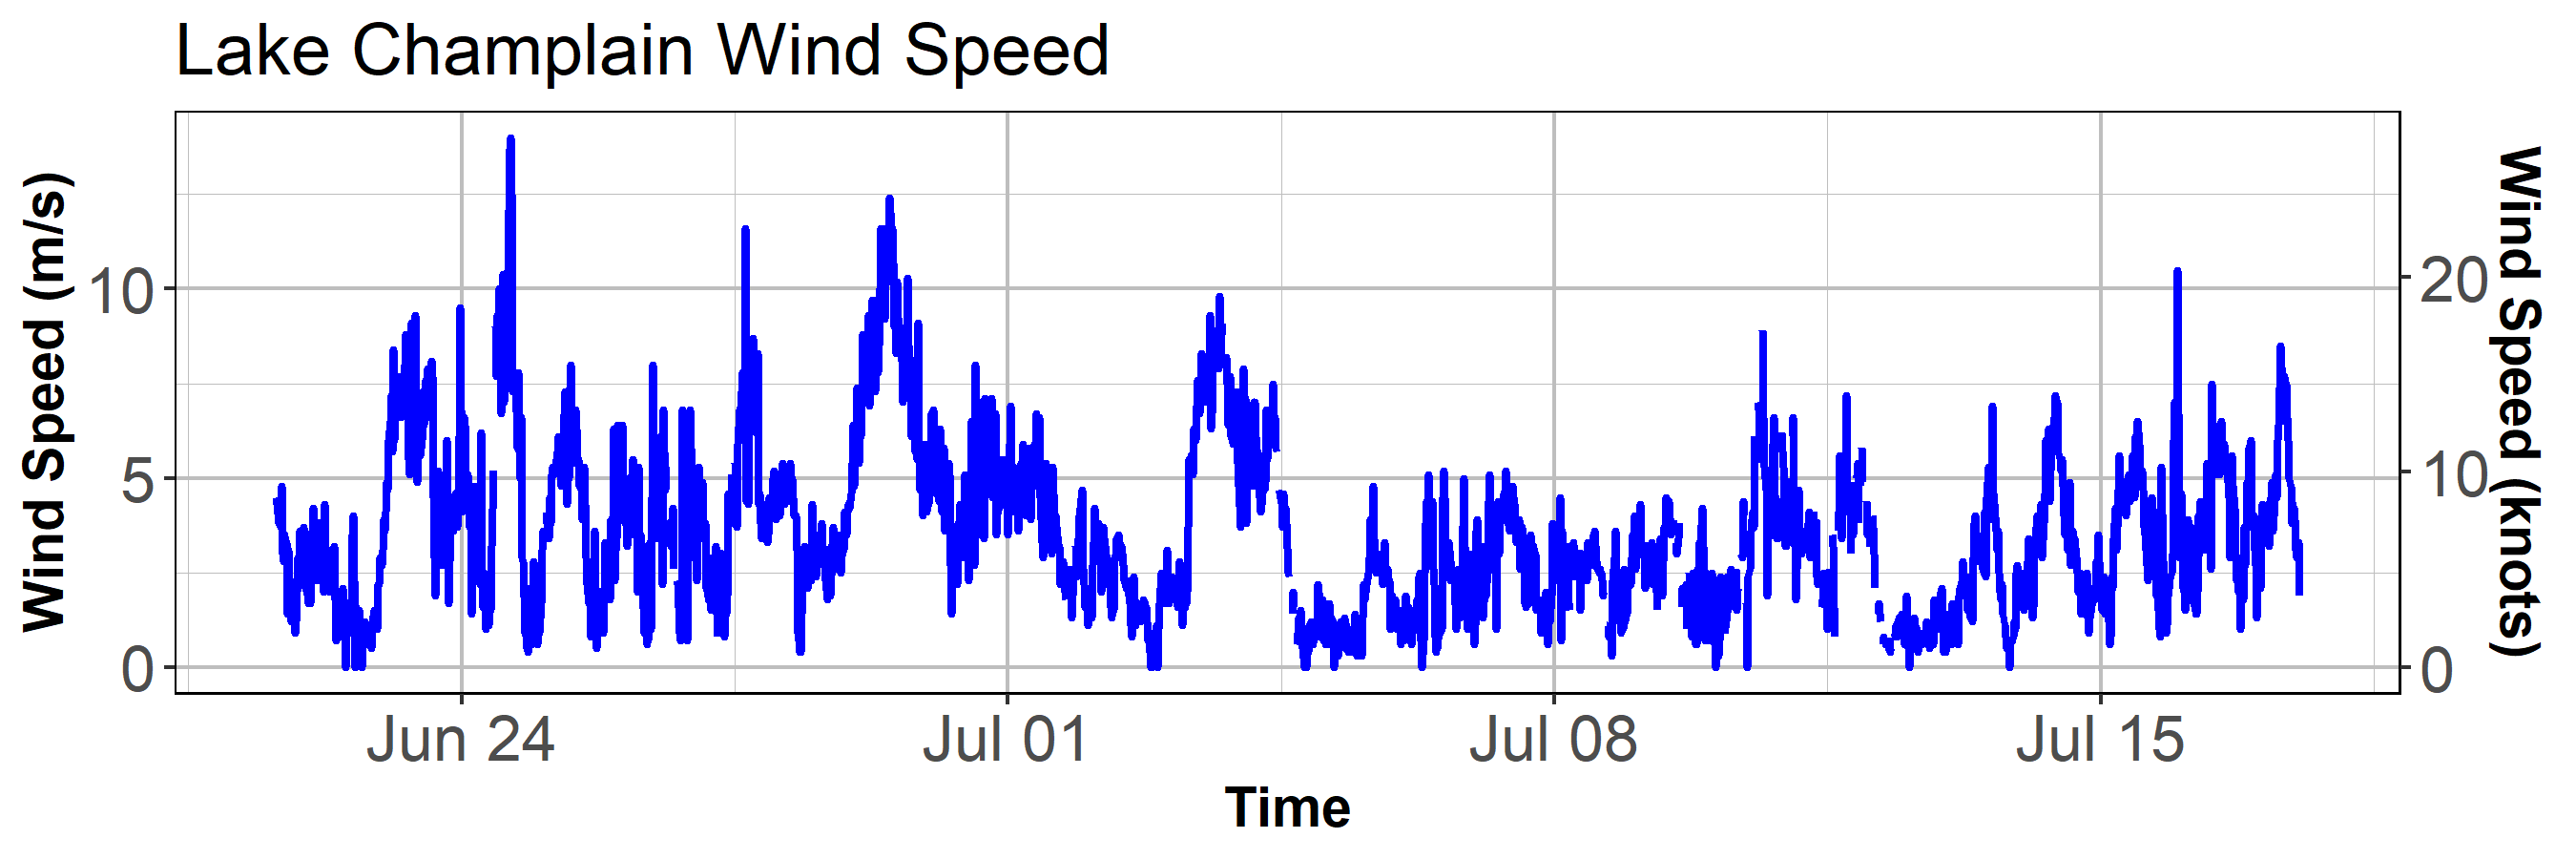 Lake Champlain Wind Speed
Wind Speed (m/s)
10
5
0
20
10
0
Wind Speed (knots)
Jun 24
Jul 01
Jul 08
Jul 15
Time